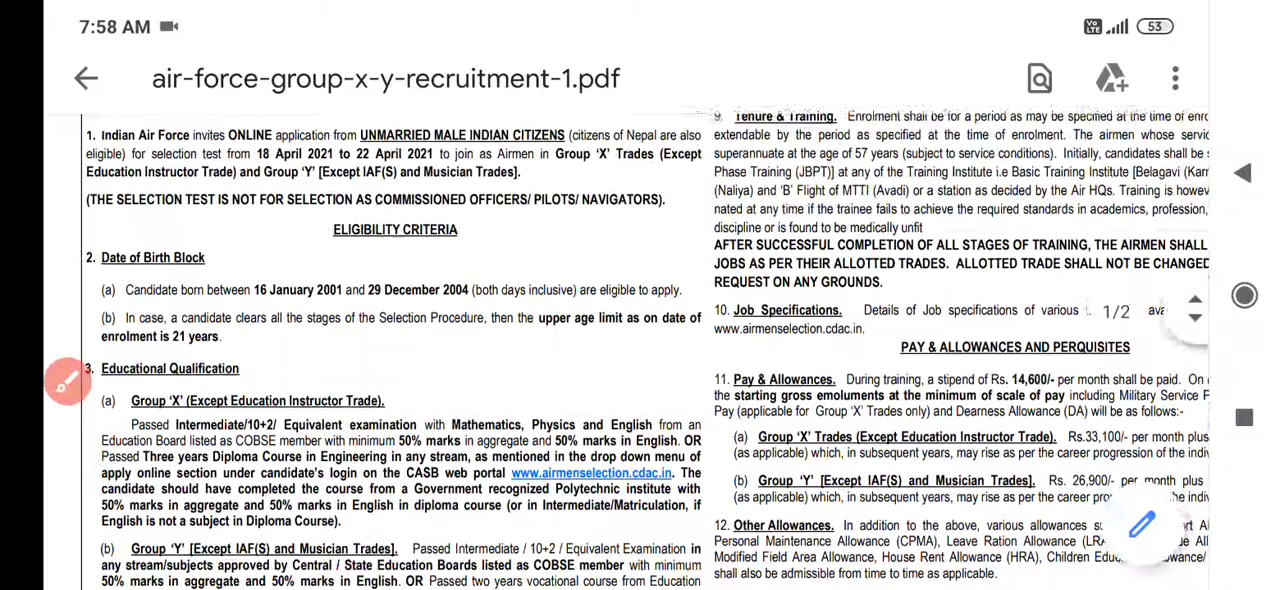 7:58 AM
Vo LTE 53
air-force-group-x-y-recruitment-1.pdf
1. Indian Air Force invites ONLINE application from UNMARRIED MALE INDIAN CITIZENS (citizens of Nepal are also
eligible) for selection test from 18 April 2021 to 22 April 2021 to join as Airmen in Group ‘X’ Trades (Except
Education Instructor Trade) and Group ‘Y’ [Except IAF(S) and Musician Trades].
(THE SELECTION TEST IS NOT FOR SELECTION AS COMMISSIONED OFFICERS/ PILOTS/ NAVIGATORS).
ELIGIBILITY CRITERIA
2. Date of Birth Block
(a) Candidate born between 16 January 2001 and 29 December 2004 (both days inclusive) are eligible to apply.
(b) In case, a candidate clears all the stages of the Selection Procedure, then the upper age limit as on date of
enrolment is 21 years.
3. Educational Qualification
(a) Group ‘X’ (Except Education Instructor Trade).
Passed Intermediate/10+2/ Equivalent examination with Mathematics, Physics and English from an
Education Board listed as COBSE member with minimum 50% marks in aggregate and 50% marks in English. OR
Passed Three years Diploma Course in Engineering in any stream, as mentioned in the drop down menu of
apply online section under candidate’s login on the CASB web portal www.airmenselection.cdac.in. The
candidate should have completed the course from a Government recognized Polytechnic institute with
50% marks in aggregate and 50% marks in English in diploma course (or in Intermediate/Matriculation, if
English is not a subject in Diploma Course).
(b) Group ‘Y’ [Except IAF(S) and Musician Trades]. Passed Intermediate / 10+2 / Equivalent Examination in
any stream/subjects approved by Central / State Education Boards listed as COBSE member with minimum
50% marks in aggregate and 50% marks in English. OR Passed two years vocational course from Education
9. Tenure & Training. Enrolment shall be for a period as may be specified at the time of
extendable by the period as specified at the time of enrolment. The airmen whose
superannuate at the age of 57 years (subject to service conditions). Initially, candidates shall be
Phase Training (JBPT)] at any of the Training Institute i.e Basic Training Institute [Belagavi
(Naliya) and ‘B’ Flight of MTTI (Avadi) or a station as decided by the Air HQs. Training is
nated at any time if the trainee fails to achieve the required standards in academics, profession,
discipline or is found to be medically unfit
AFTER SUCCESSFUL COMPLETION OF ALL STAGES OF TRAINING, THE AIRMEN SHALL
JOBS AS PER THEIR ALLOTTED TRADES. ALLOTTED TRADE SHALL NOT BE CHANGED
REQUEST ON ANY GROUNDS.
10. Job Specifications. Details of Job specifications of various
1/2
www.airmenselection.cdac.in.
PAY & ALLOWANCES AND PERQUISITES
11. Pay & Allowances. During training, a stipend of Rs. 14,600/- per month shall be paid. On
the starting gross emoluments at the minimum of scale of pay including Military Service
Pay (applicable for Group ‘X’ Trades only) and Dearness Allowance (DA) will be as follows:-
(a) Group ‘X’ Trades (Except Education Instructor Trade). Rs.33,100/- per month plus
(as applicable) which, in subsequent years, may rise as per the career progression of the
(b) Group ‘Y’ [Except IAF(S) and Musician Trades]. Rs. 26,900/- per month plus
(as applicable) which, in subsequent years, may rise as per the career
12. Other Allowances. In addition to the above, various allowances
Personal Maintenance Allowance (CPMA), Leave Ration Allowance
Modified Field Area Allowance, House Rent Allowance (HRA), Children
shall also be admissible from time to time as applicable.